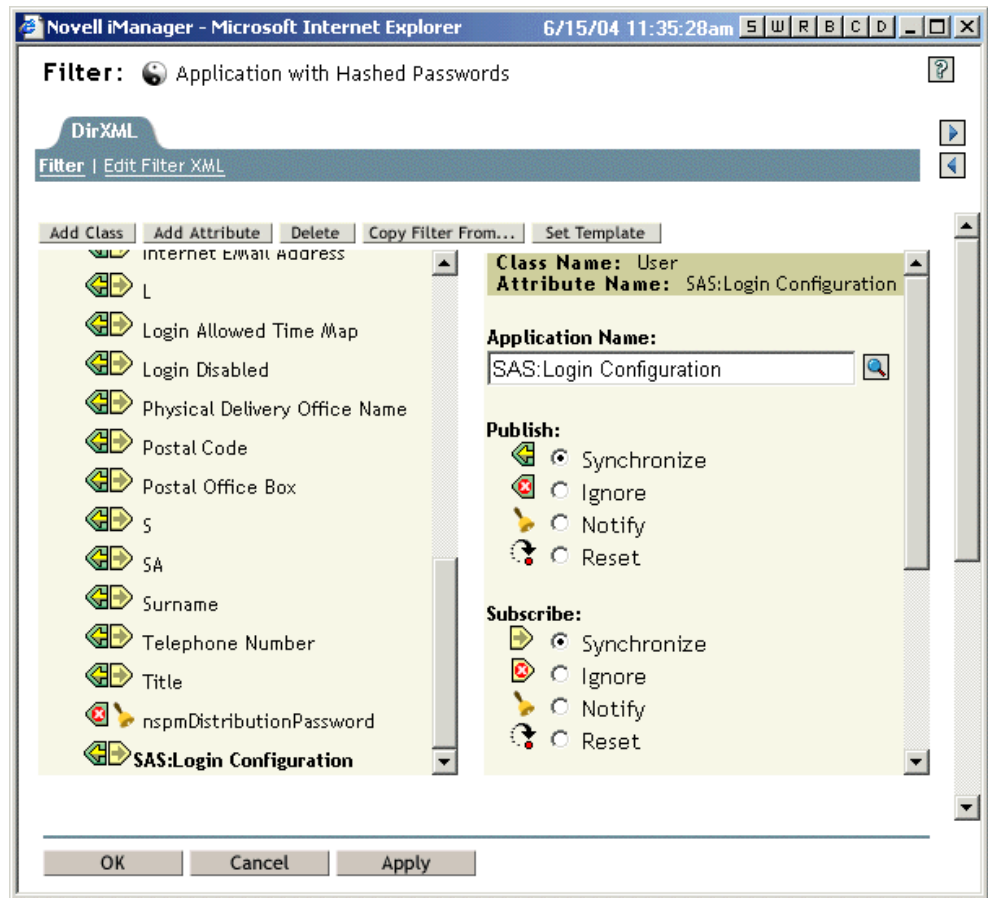 Novell iManager - Microsoft Internet Explorer 6/15/04 11:35:28am S W R B C D
Filter: Application with Hashed Passwords
?
DirXML
Filter | Edit Filter XML
Add Class Add Attribute Delete Copy Filter From... Set Template
Internet EMail Address
L
Login Allowed Time Map
Login Disabled
Physical Delivery Office Name
Postal Code
Postal Office Box
S
SA
Surname
Telephone Number
Title
nspmDistributionPassword
SAS:Login Configuration
Class Name: User
Attribute Name: SAS:Login Configuration
Application Name:
SAS:Login Configuration
Publish:
Synchronize
Ignore
Notify
Reset
Subscribe:
Synchronize
Ignore
Notify
Reset
OK Cancel Apply